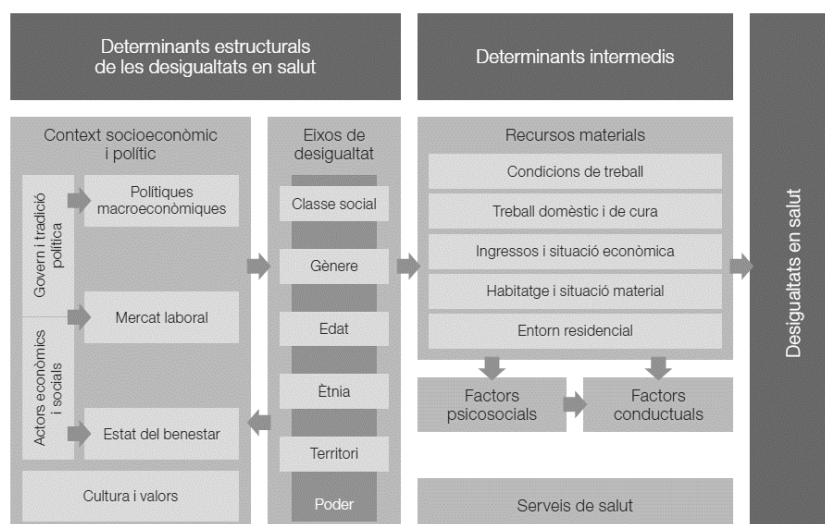 Determinants estructurals
de les desigualtats en salut
Determinants intermedis
Desigualtats en salut
Context socioeconòmic
i polític
Govern i tradició
política
Actors econòmics
i socials
Polítiques
macroeconòmiques
Mercat laboral
Estat del benestar
Cultura i valors
Eixos de
desigualtat
Classe social
Gènere
Edat
Ètnia
Territori
Poder
Recursos materials
Condicions de treball
Treball domèstic i de cura
Ingressos i situació econòmica
Habitatge i situació material
Entorn residencial
Factors
psicosocials
Factors
conductuals
Serveis de salut